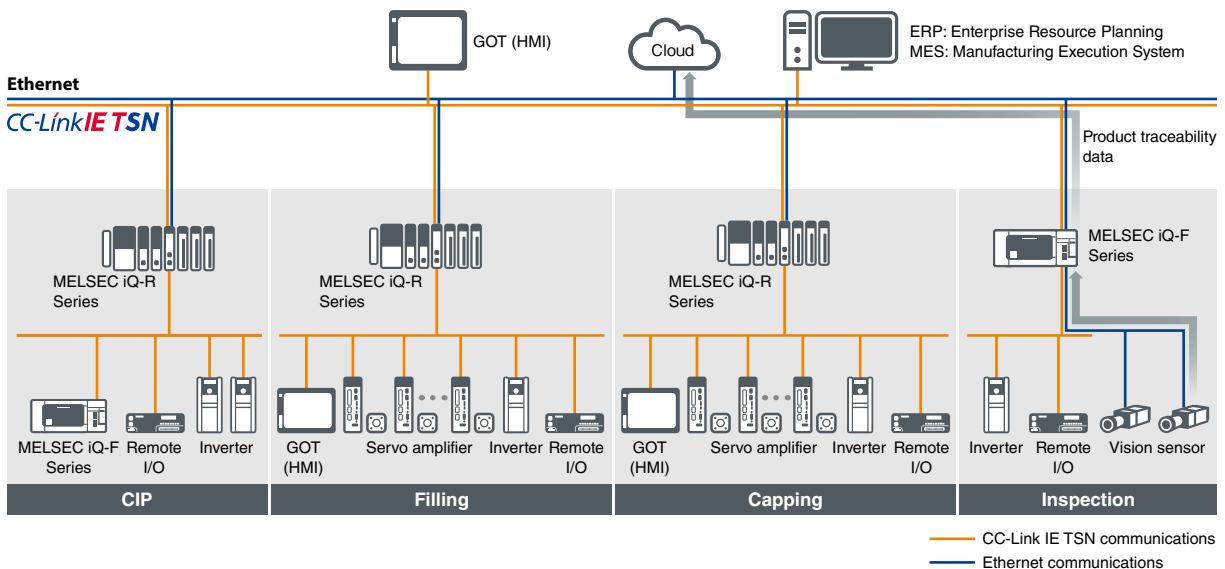 GOT (HMI)
Cloud
ERP: Enterprise Resource Planning
MES: Manufacturing Execution System
Ethernet
CC-Link IE TSN
Product traceability
data
MELSEC iQ-R
Series
MELSEC iQ-R
Series
MELSEC iQ-R
Series
MELSEC iQ-F
Series
MELSEC iQ-F
Series
Remote
I/O
Inverter
GOT
(HMI)
Servo amplifier
Inverter
Remote
I/O
GOT
(HMI)
Servo amplifier
Inverter
Remote
I/O
Inverter
Remote
I/O
Vision sensor
CIP
Filling
Capping
Inspection
CC-Link IE TSN communications
Ethernet communications